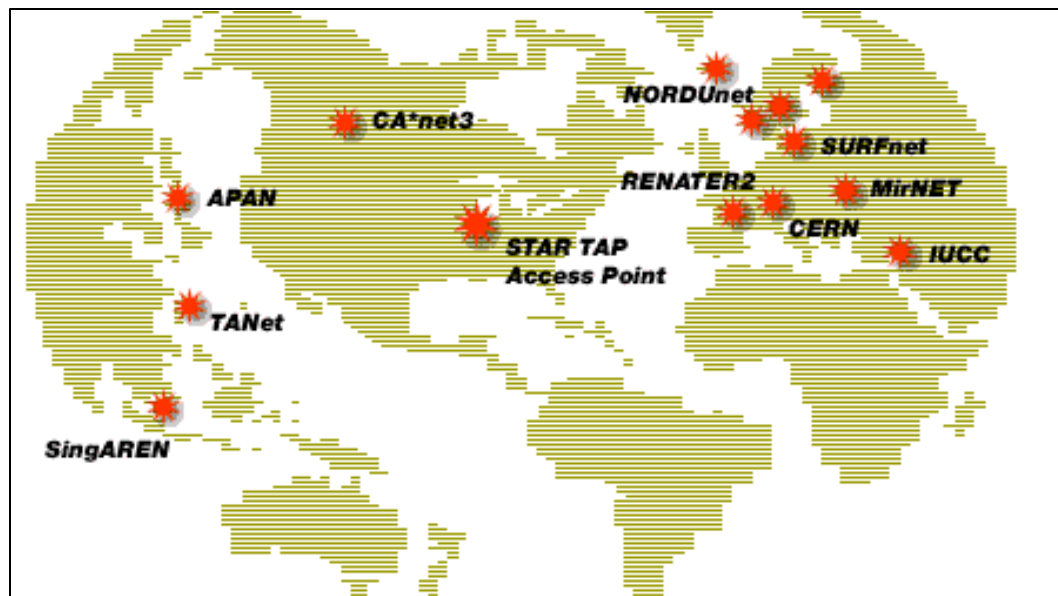 NORDUnet
CA*net3
SURFnet
RENATER2
MirNET
APAN
CERN
STAR TAP
Access Point
IUCC
TANet
SingAREN